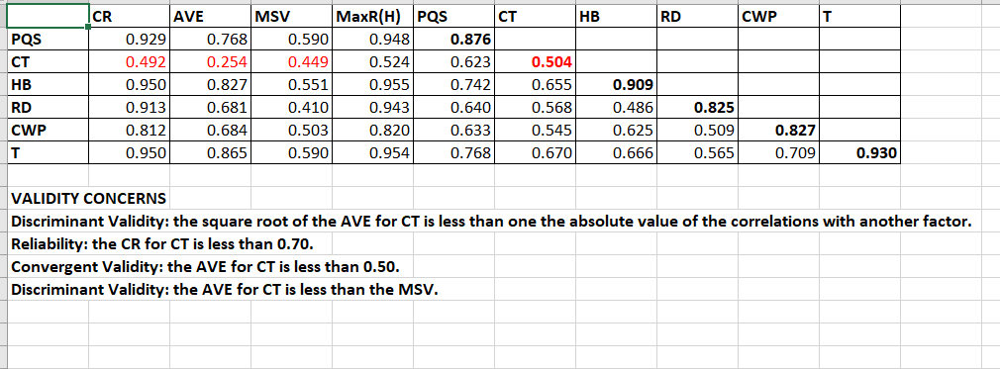 CR AVE MSV MaxR(H) PQS CT HB RD CWP T
PQS 0.929 0.768 0.590 0.948 0.876
CT 0.492 0.254 0.449 0.524 0.623 0.504
HB 0.950 0.827 0.551 0.955 0.742 0.655 0.909
RD 0.913 0.681 0.410 0.943 0.640 0.568 0.486 0.825
CWP 0.812 0.684 0.503 0.820 0.633 0.545 0.625 0.509 0.827
T 0.950 0.865 0.590 0.954 0.768 0.670 0.666 0.565 0.709 0.930
VALIDITY CONCERNS
Discriminant Validity: the square root of the AVE for CT is less than one the absolute value of the correlations with another factor.
Reliability: the CR for CT is less than 0.70.
Convergent Validity: the AVE for CT is less than 0.50.
Discriminant Validity: the AVE for CT is less than the MSV.